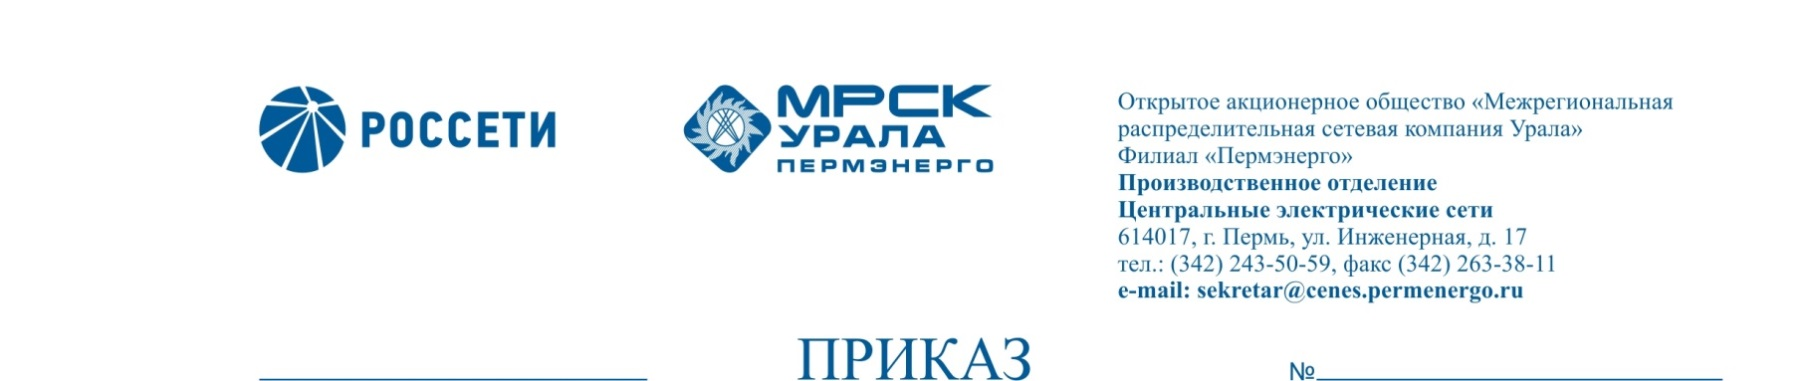 РОССЕТИ
МРСК
УРАЛА
ПЕРМЭНЕРГО
Открытое акционерное общество «Межрегиональная
распределительная сетевая компания Урала»
Филиал «Пермэнерго»
Производственное отделение
Центральные электрические сети
614017, г. Пермь, ул. Инженерная, д. 17
тел.: (342) 243-50-59, факс (342) 263-38-11
e-mail: sekretar@cenes.permenergo.ru
ПРИКАЗ
№